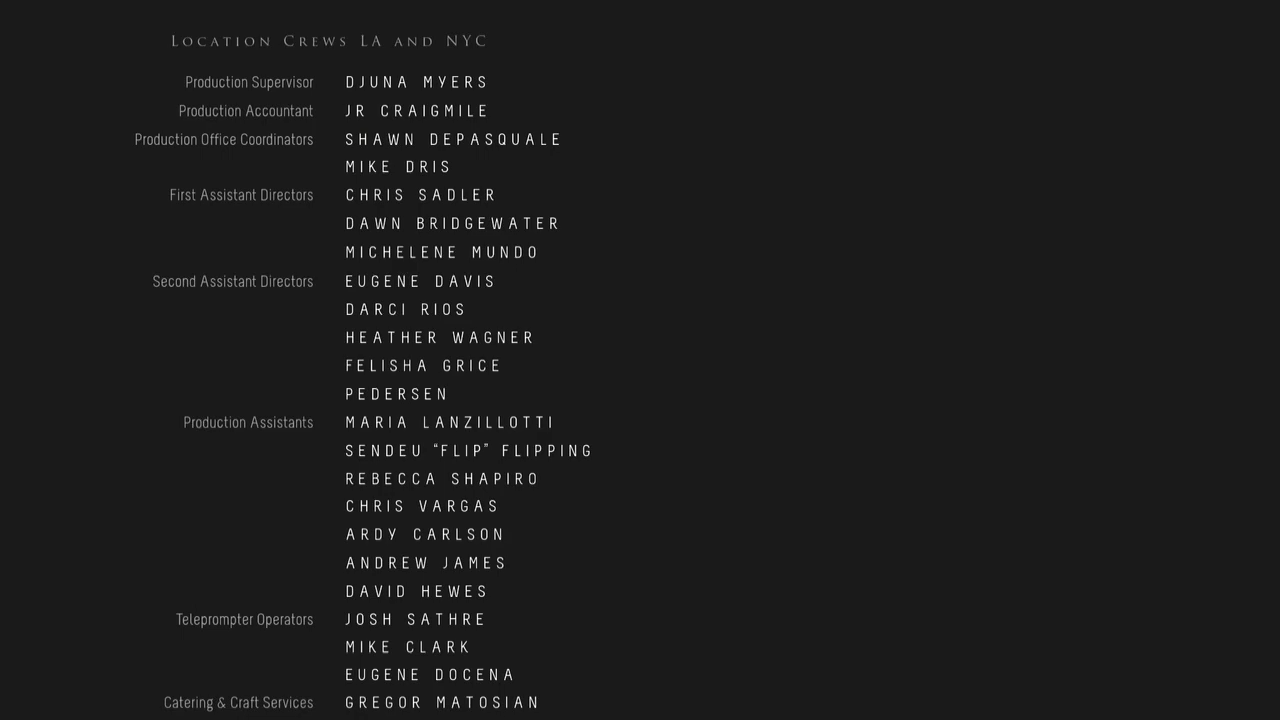 Location Crews LA and NYC
Production Supervisor DJUNA MYERS
Production Accountant JR CRAIGMILE
Production Office Coordinators SHAWN DEPASQUALE
MIKE DRIS
First Assistant Directors CHRIS SADLER
DAWN BRIDGEWATER
MICHELENE MUNDO
Second Assistant Directors EUGENE DAVIS
DARCI RIOS
HEATHER WAGNER
FELISHA GRICE
PEDERSEN
Production Assistants MARIA LANZILLOTTI
SENDEU “FLIP” FLIPPING
REBECCA SHAPIRO
CHRIS VARGAS
ARDY CARLSON
ANDREW JAMES
DAVID HEWES
Teleprompter Operators JOSH SATHRE
MIKE CLARK
EUGENE DOCENA
Catering & Craft Services GREGOR MATOSIAN